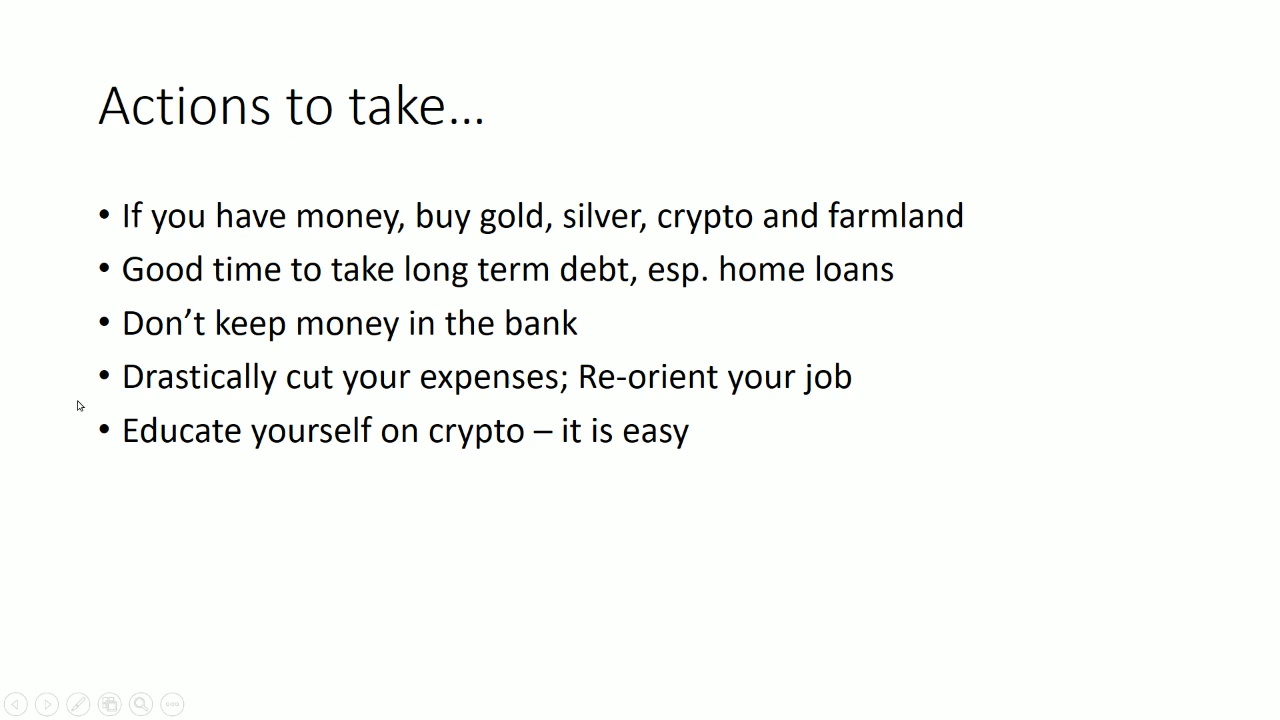 Actions to take...
• If you have money, buy gold, silver, crypto and farmland
• Good time to take long term debt, esp. home loans
• Don’t keep money in the bank
• Drastically cut your expenses; Re-orient your job
• Educate yourself on crypto – it is easy